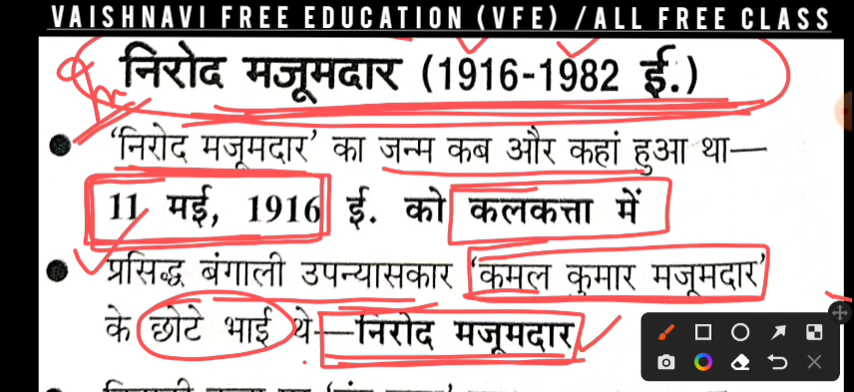 VAISHNAVI FREE EDUCATION (VFE) /ALL FREE CLASS
निरोद मजूमदार (1916-1982 ई.)
● ‘निरोद मजूमदार’ का जन्म कब और कहां हुआ था—
11 मई, 1916 ई. को कलकत्ता में
● प्रसिद्ध बंगाली उपन्यासकार ‘कमल कुमार मजूमदार’
के छोटे भाई थे—निरोद मजूमदार